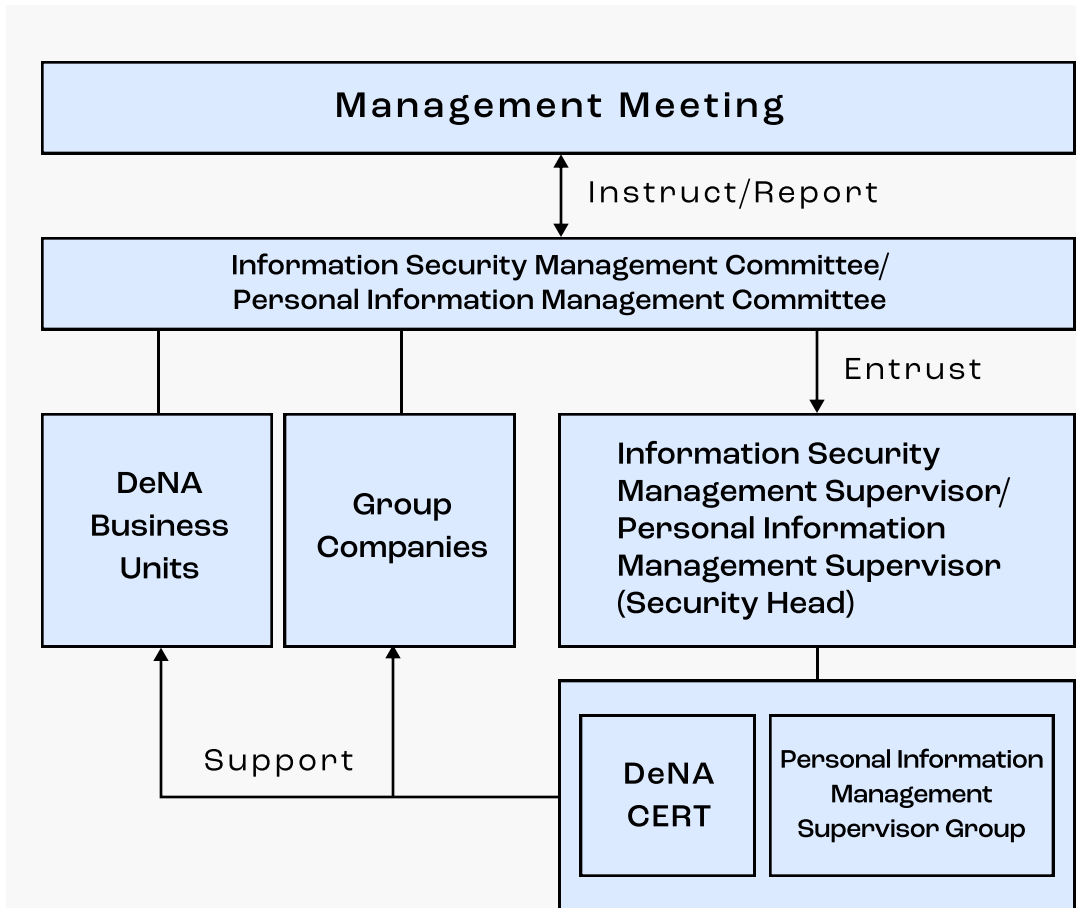 Management Meeting
Instruct/Report
Information Security Management Committee/
Personal Information Management Committee
Entrust
DeNA
Business
Units
Group
Companies
Information Security
Management Supervisor/
Personal Information
Management Supervisor
(Security Head)
Support
DeNA
CERT
Personal Information
Management
Supervisor Group